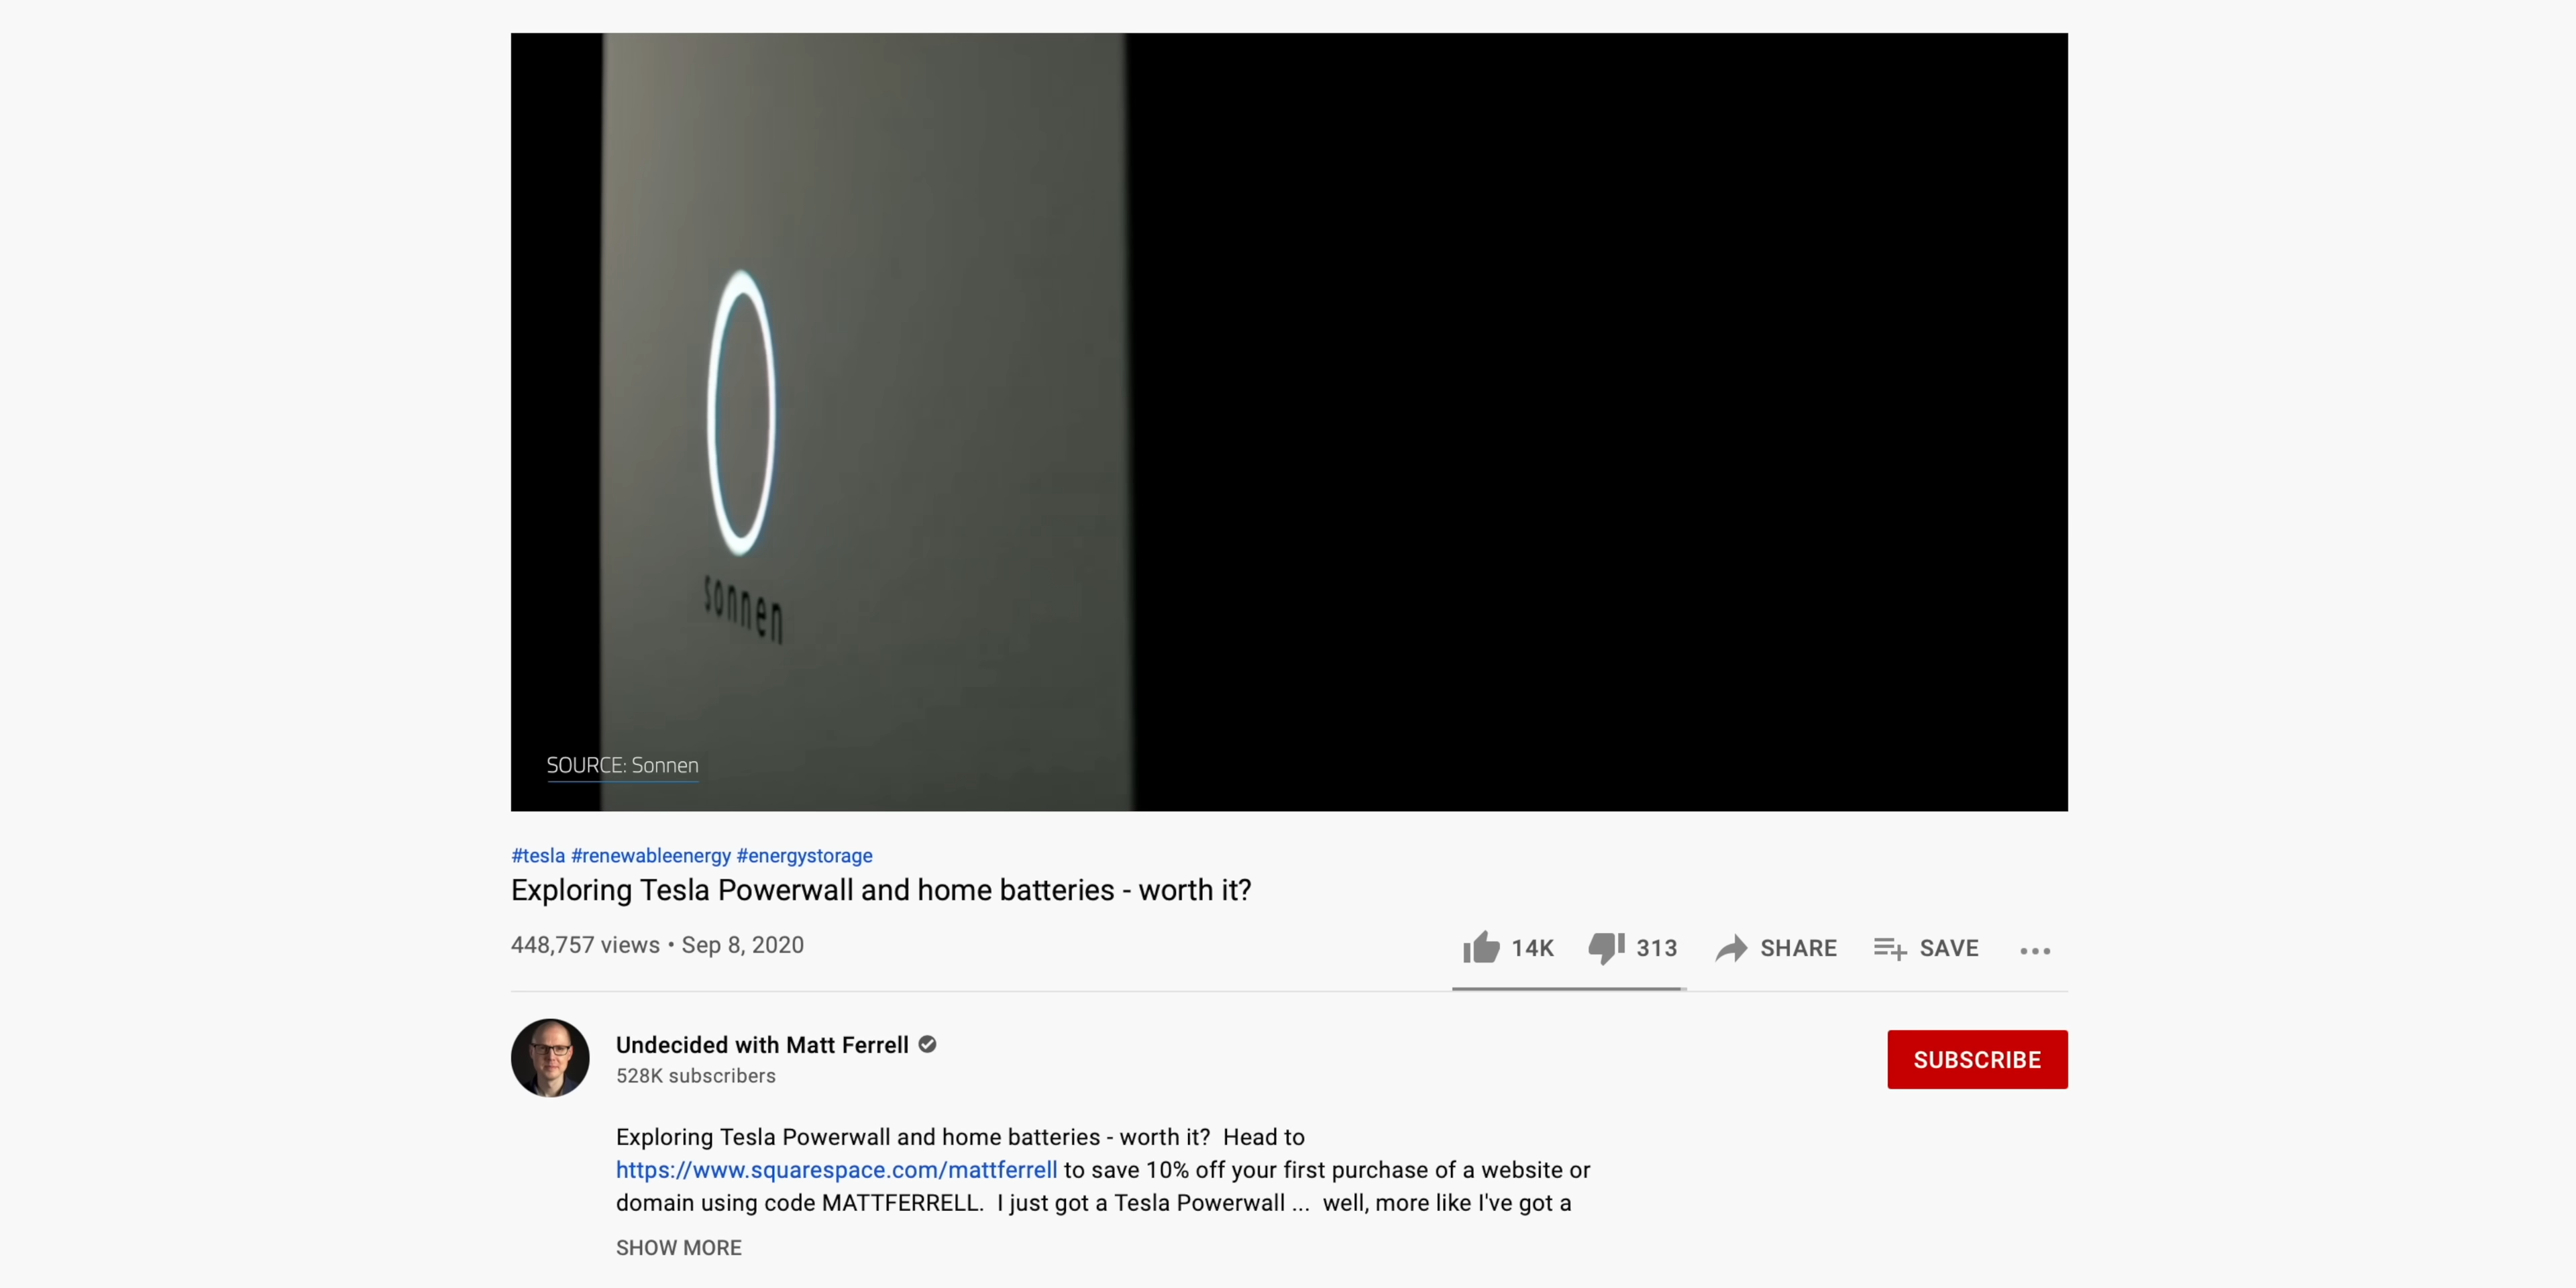 sonnen
SOURCE: Sonnen
#tesla #renewableenergy #energystorage
Exploring Tesla Powerwall and home batteries - worth it?
448,757 views • Sep 8, 2020
14K 313 SHARE SAVE
Undecided with Matt Ferrell
528K subscribers
SUBSCRIBE
Exploring Tesla Powerwall and home batteries - worth it?  Head to
https://www.squarespace.com/mattferrell to save 10% off your first purchase of a website or
domain using code MATTFERRELL.  I just got a Tesla Powerwall ...  well, more like I've got a
SHOW MORE